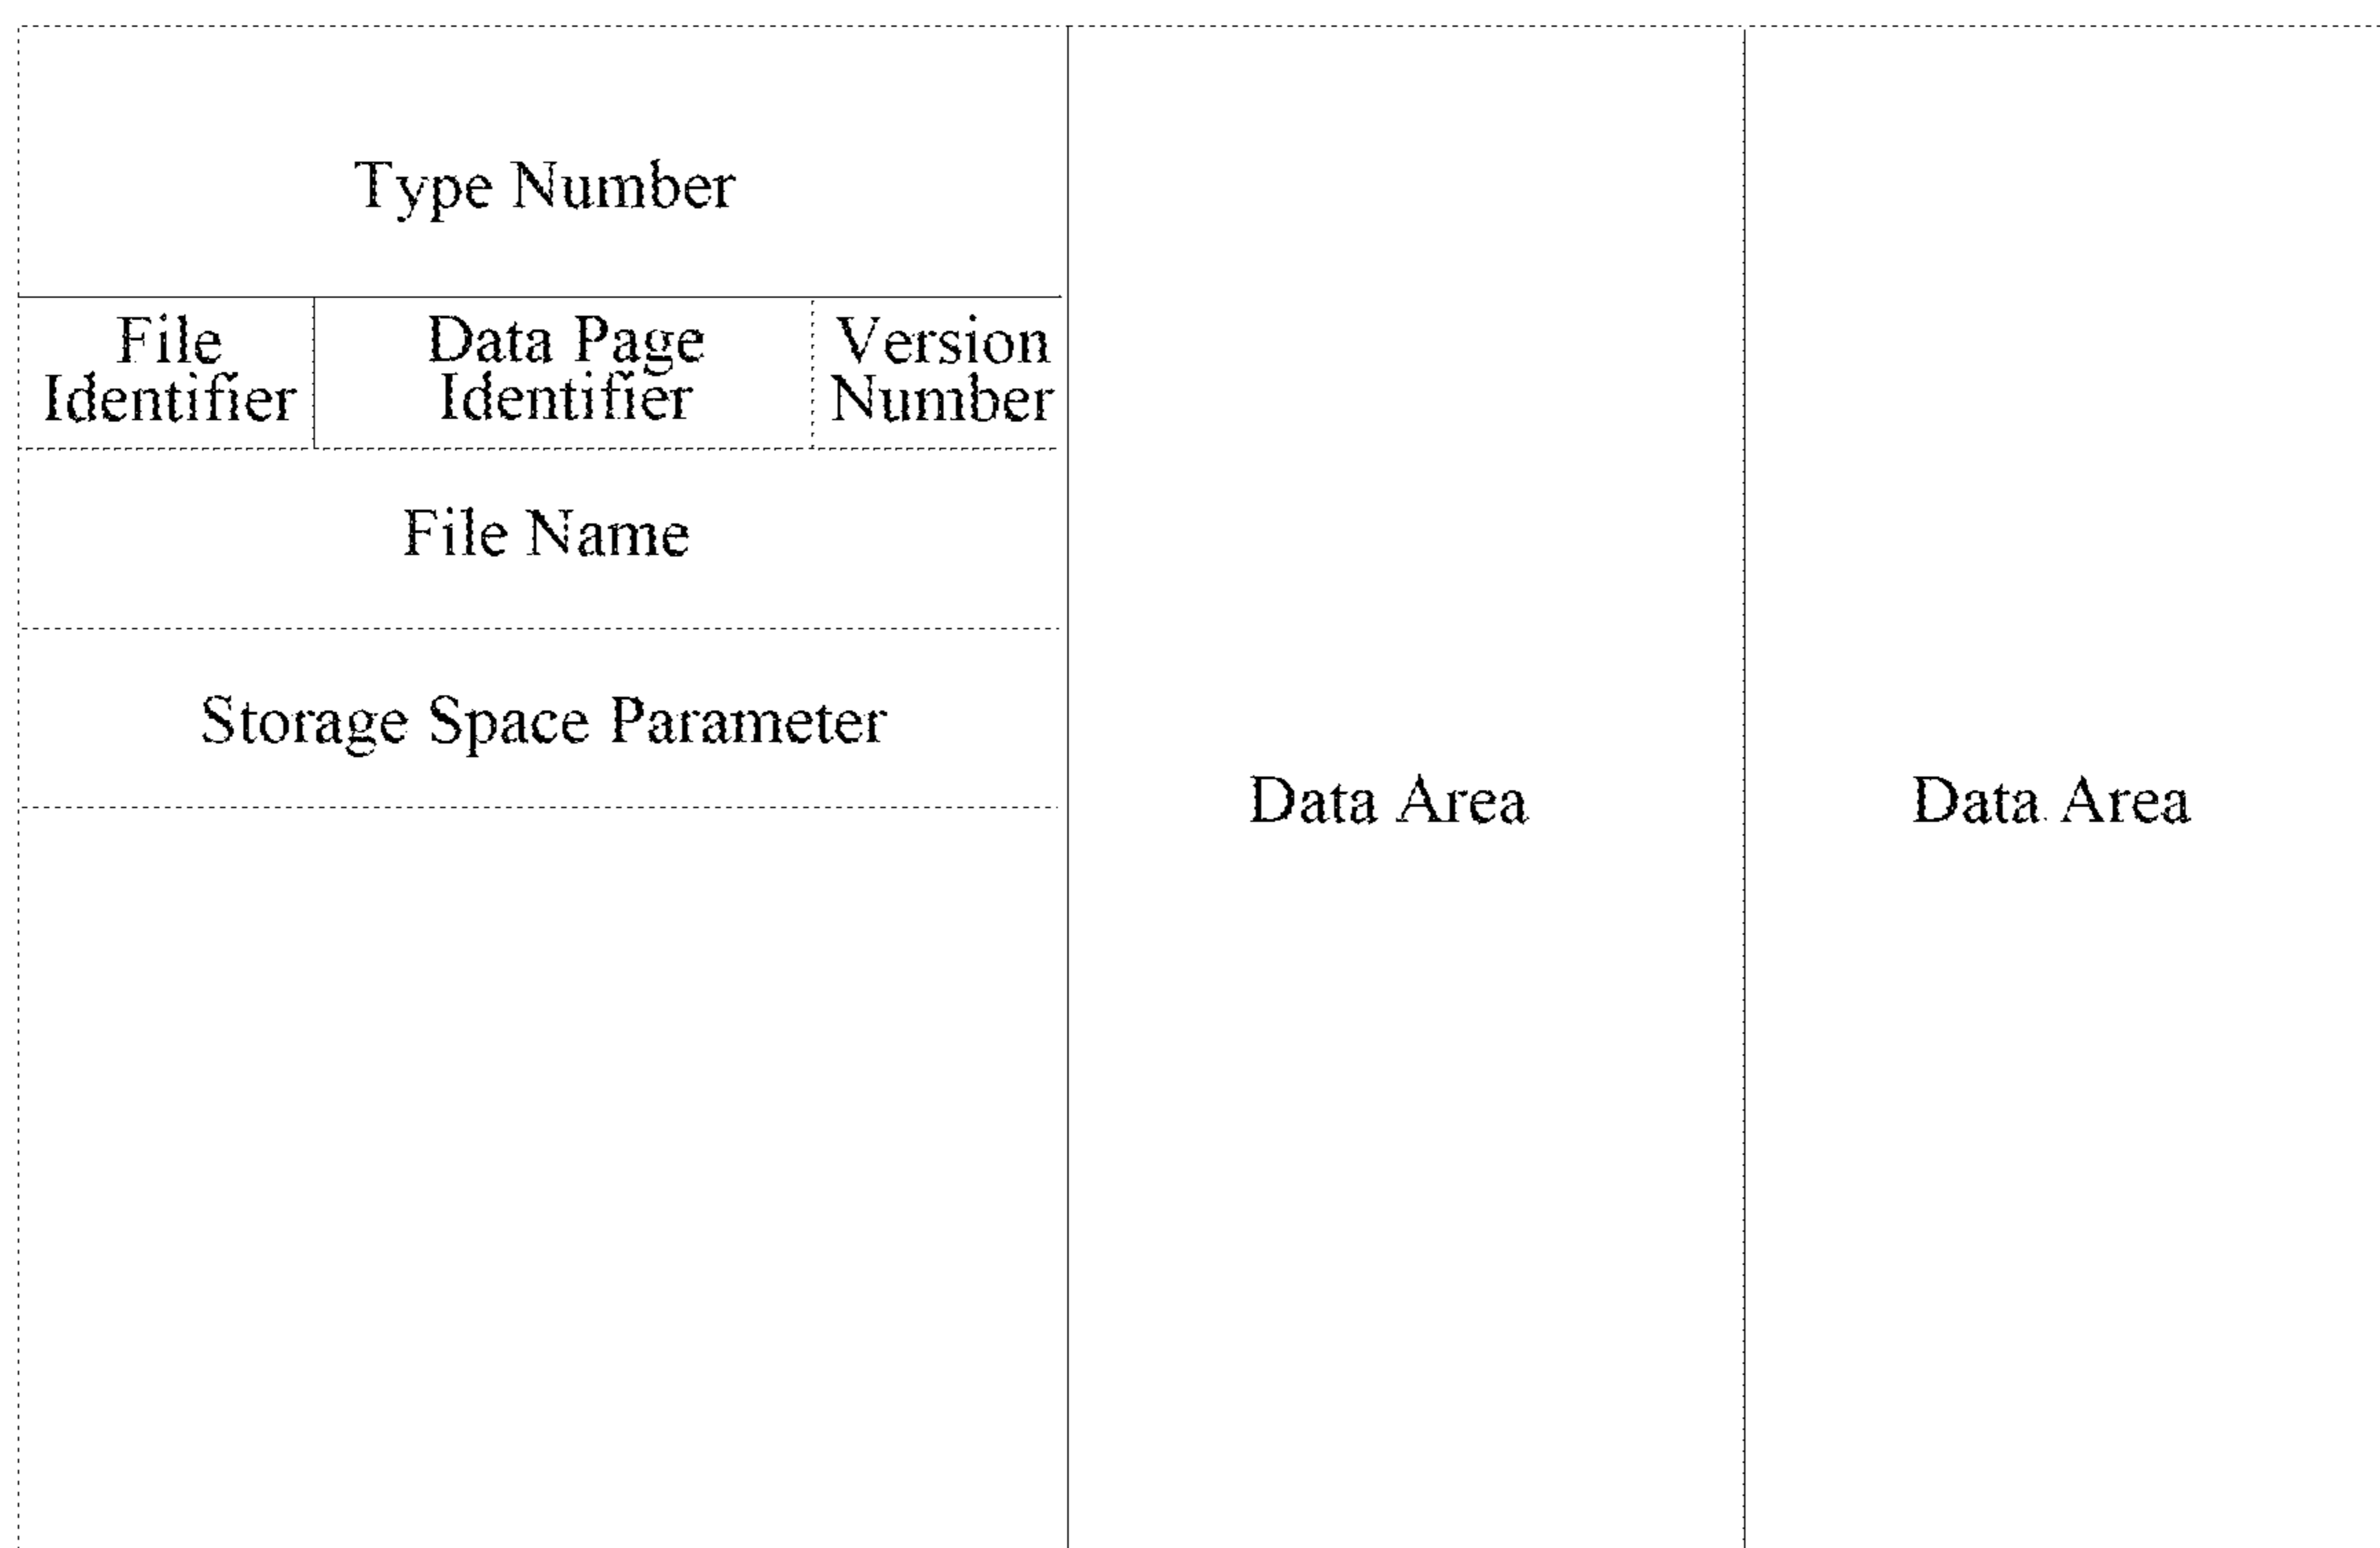 Type Number
File
Identifier
Data Page
Identifier
Version
Number
File Name
Storage Space Parameter
Data Area
Data Area